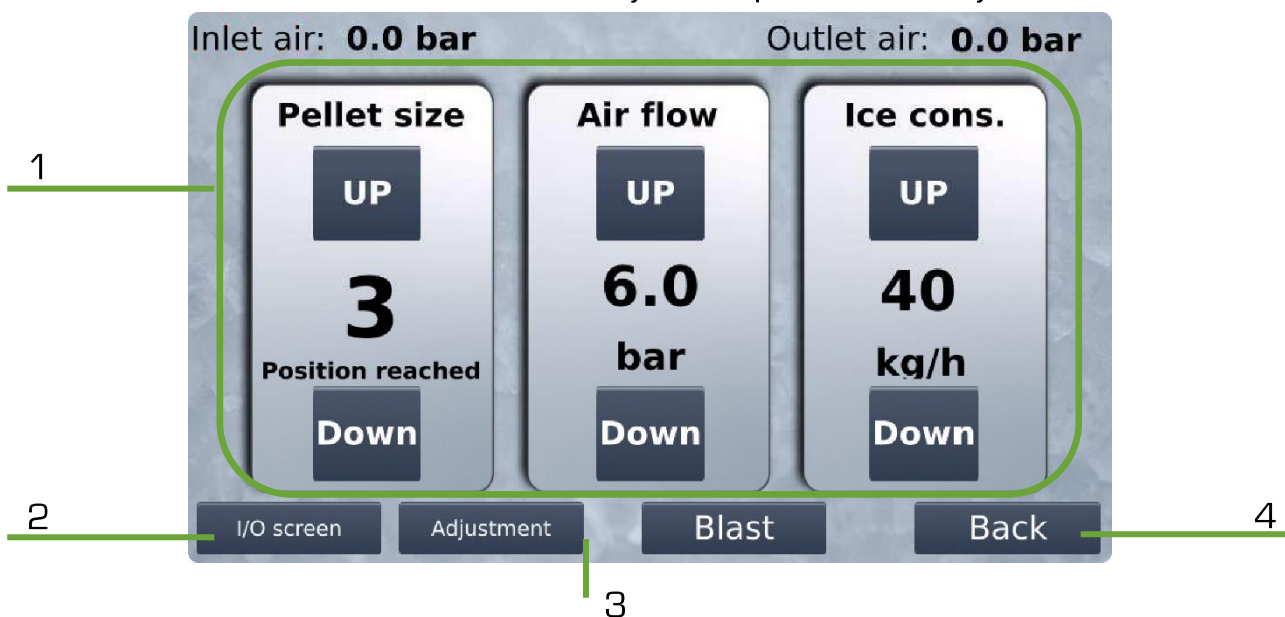 Inlet air: 0.0 bar
Outlet air: 0.0 bar
Pellet size
Air flow
Ice cons.
1
UP
UP
UP
3
6.0
40
Position reached
bar
kg/h
Down
Down
Down
2
I/O screen
Adjustment
Blast
Back
4
3